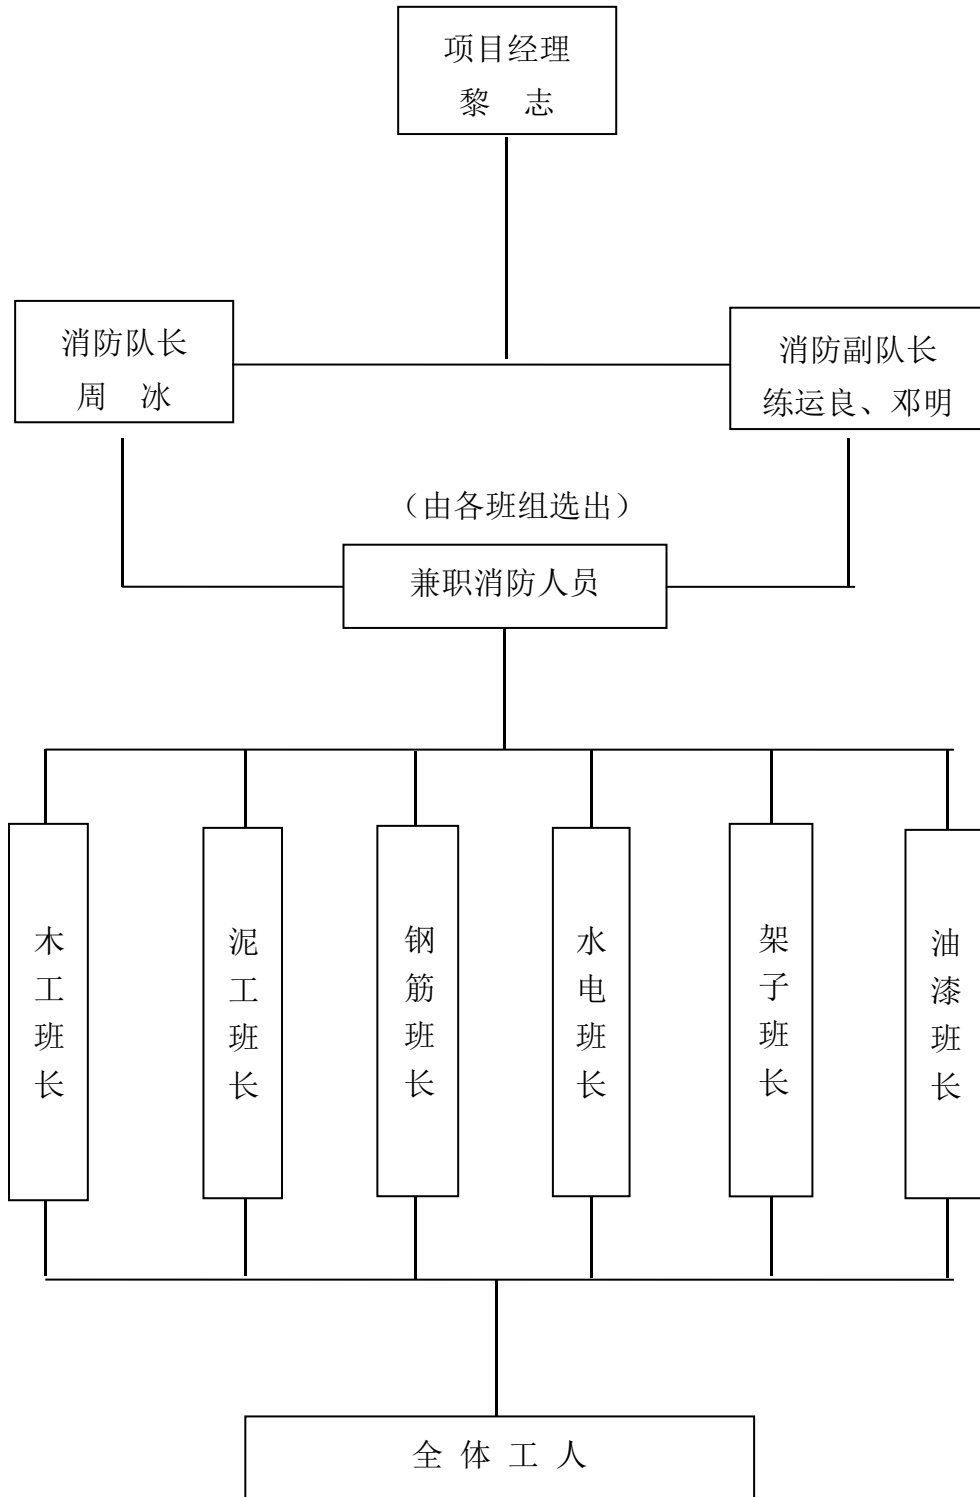 项目经理
黎 志
消防队长
周 冰
消防副队长
练运良、邓明
（由各班组选出）
兼职消防人员
木工班长
泥工班长
钢筋班长
水电班长
架子班长
油漆班长
全体工人